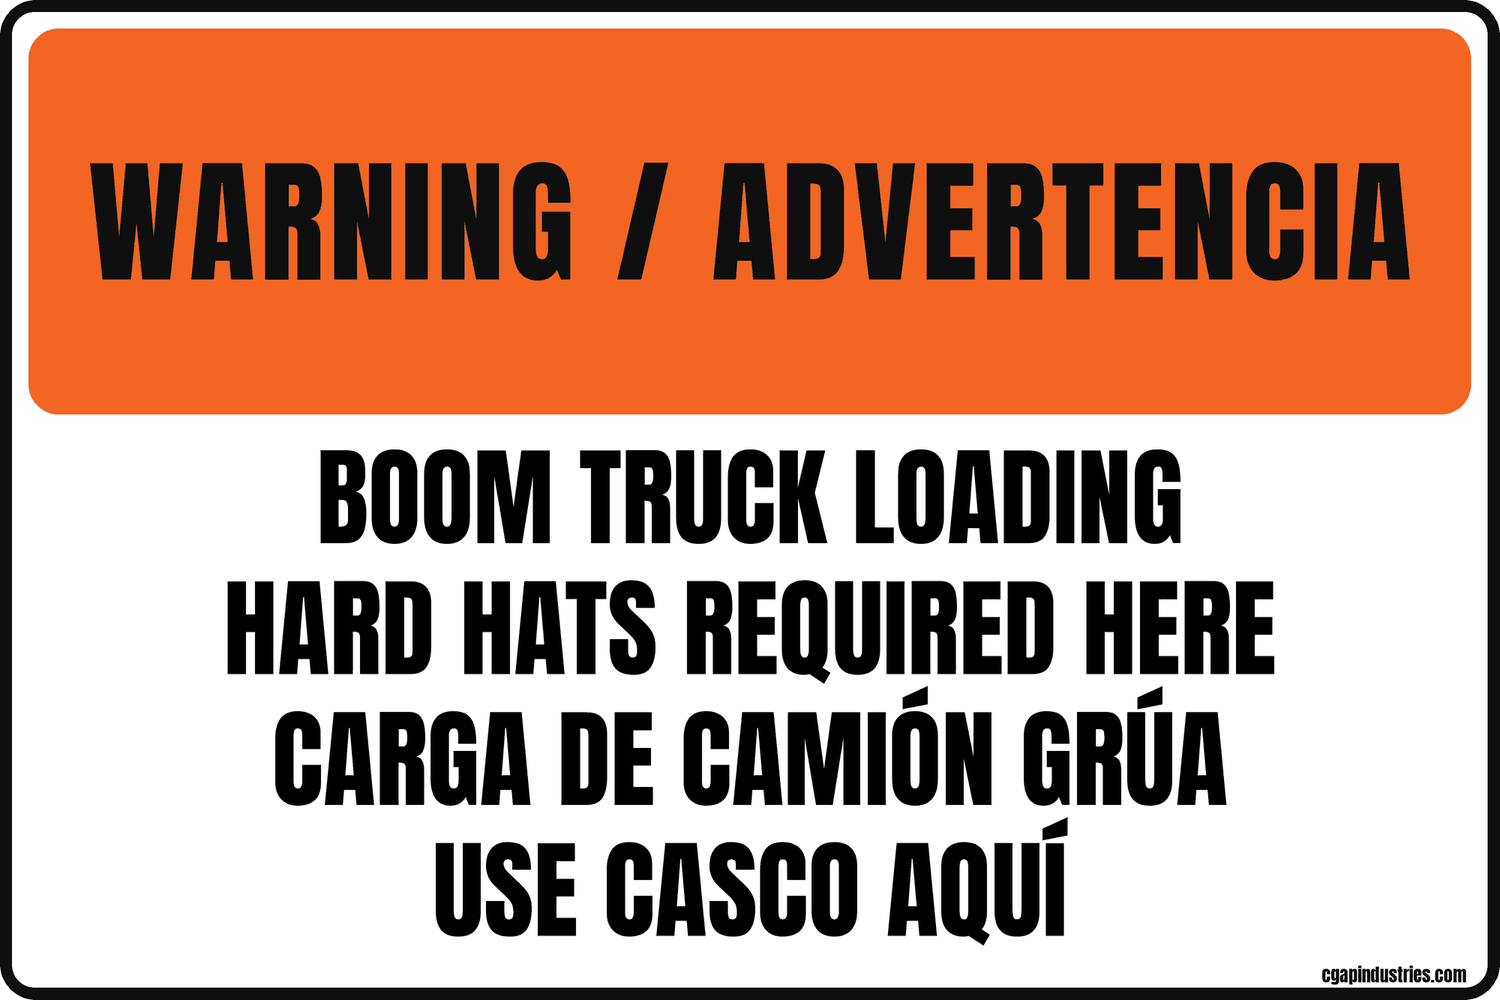 WARNING / ADVERTENCIA
BOOM TRUCK LOADING
HARD HATS REQUIRED HERE
CARGA DE CAMIÓN GRÚA
USE CASCO AQUÍ
cgapindustries.com